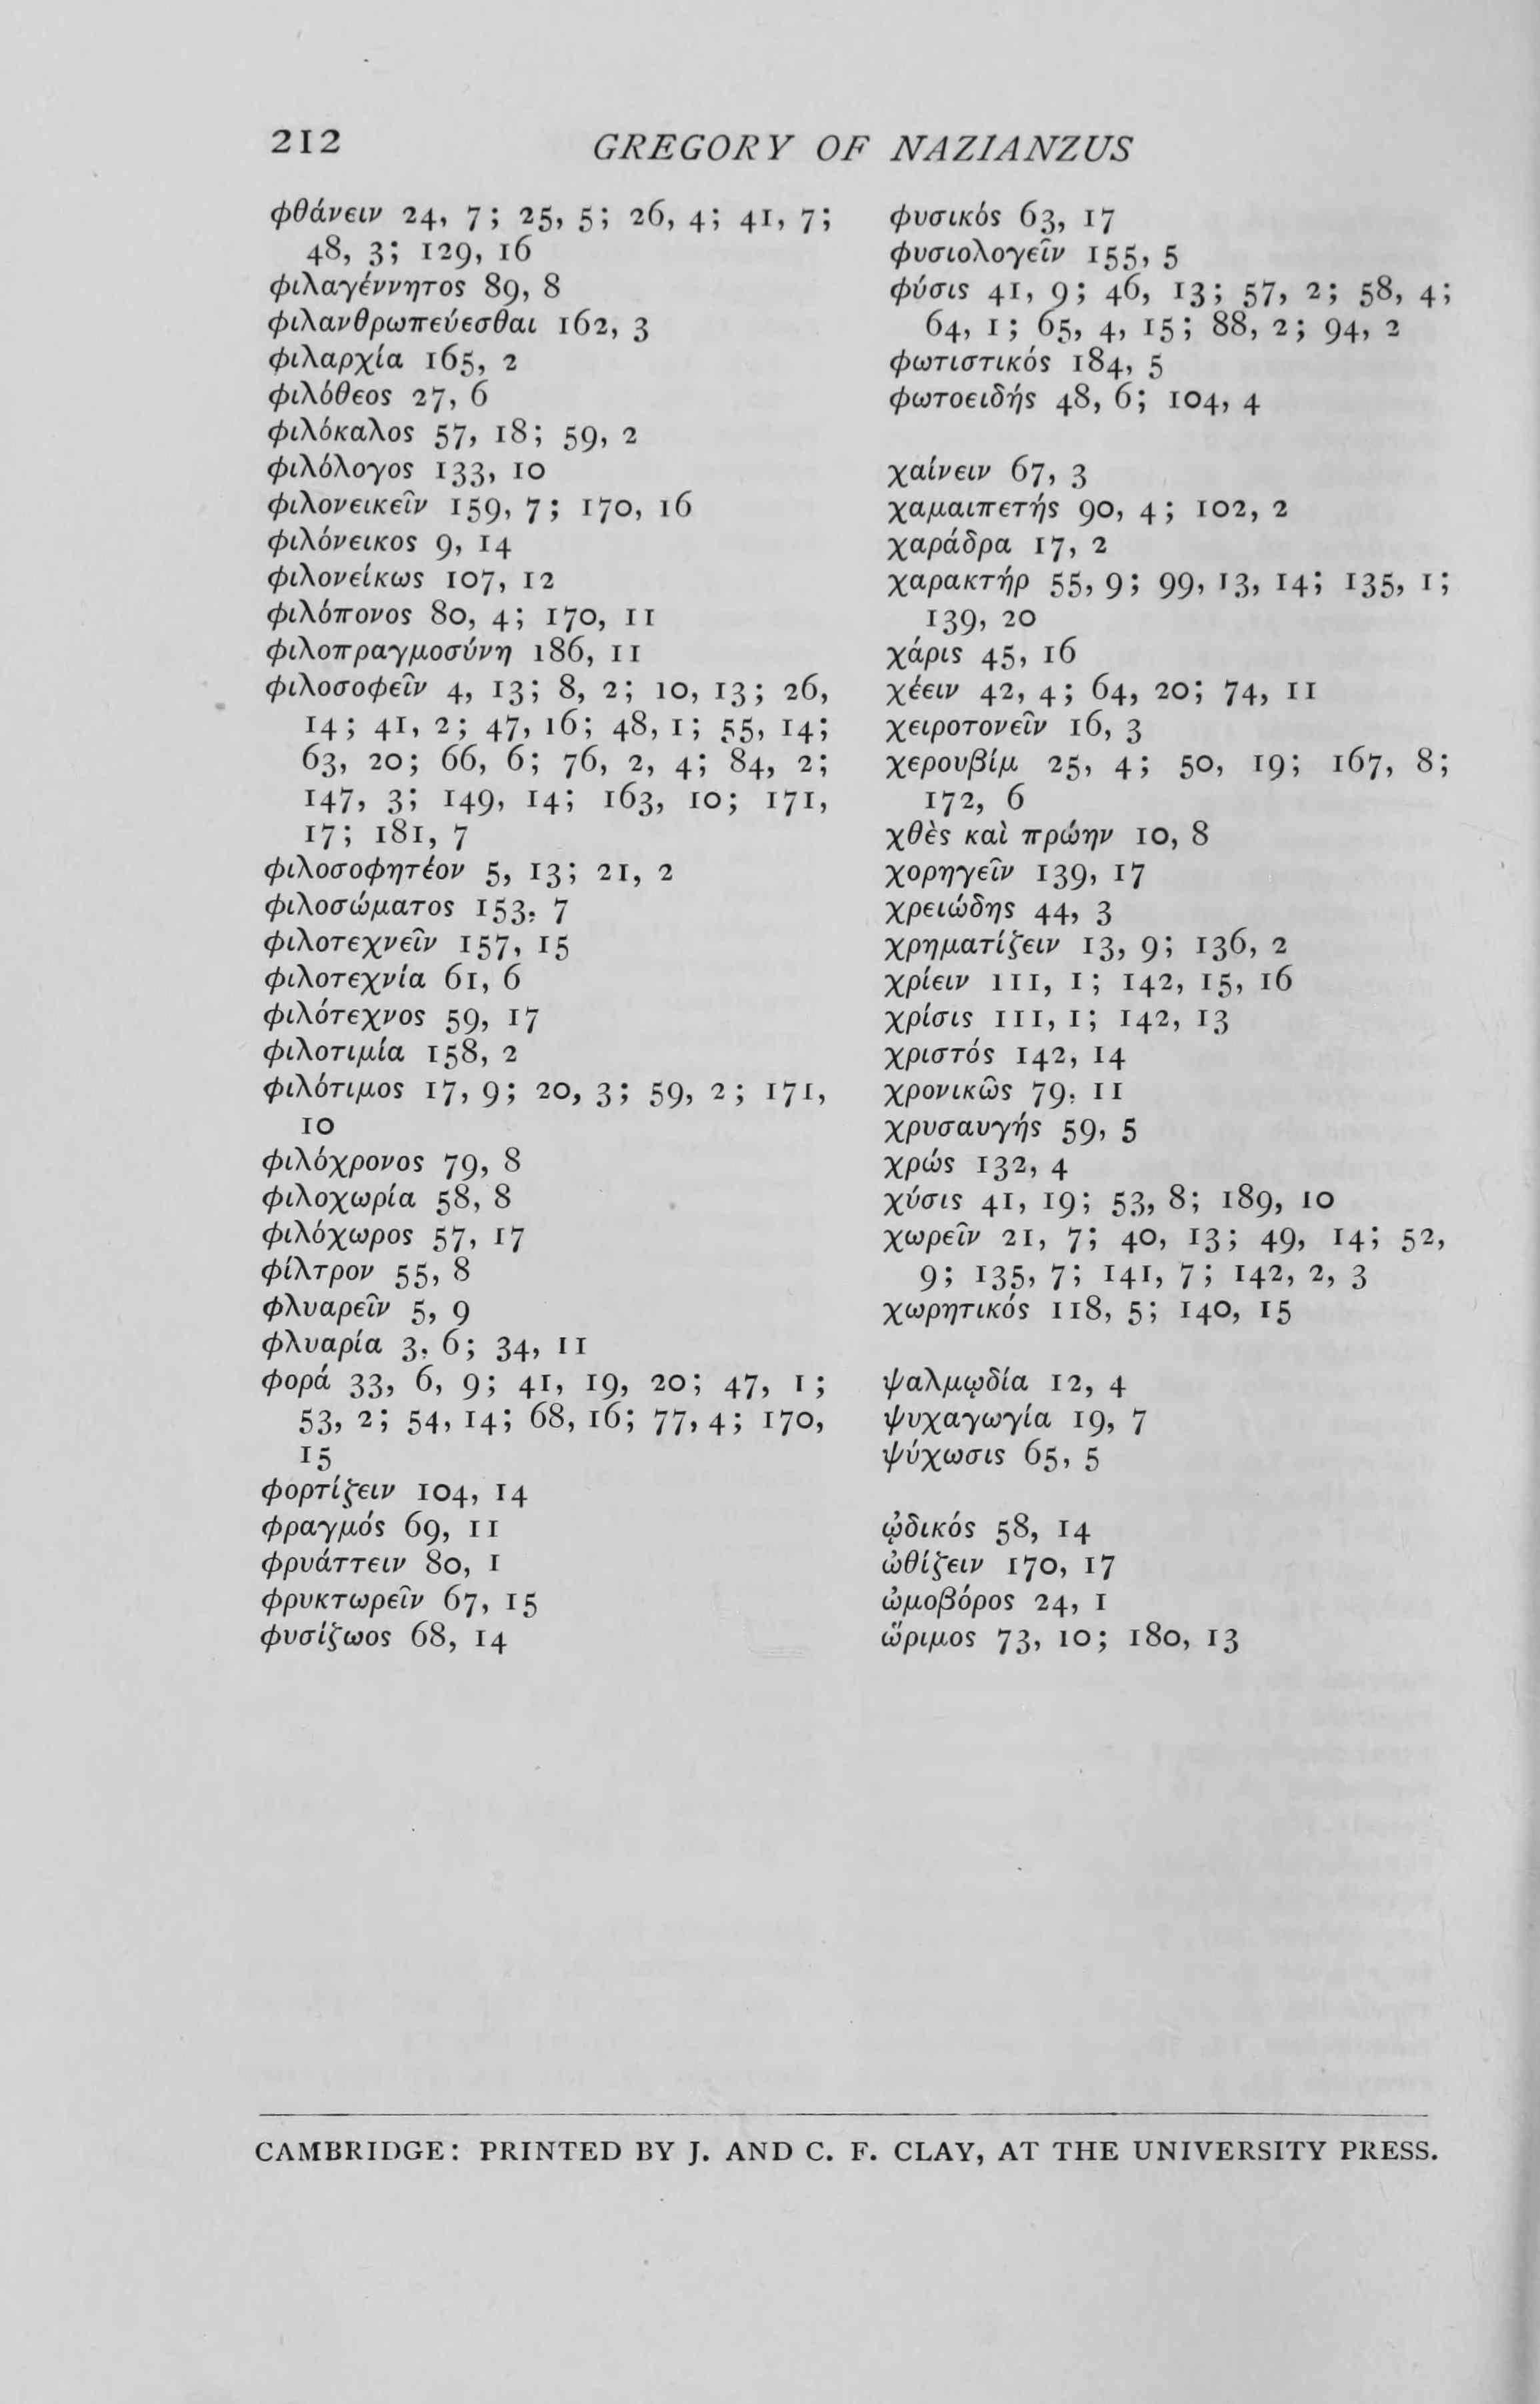 212
GREGORY OF NAZIANZUS
φθάνειν 24, 7; 25, 5; 26, 4; 41, 7;
48, 3; 129, 16
φιλαγέννητος 89, 8
φιλανθρωπεύεσθαι 162, 3
φιλαρχία 165, 2
φιλόθεος 27, 6
φιλόκαλος 57, 18; 59, 2
φιλόλογος 133, 10
φιλονεικεῖν 159, 7; 170, 16
φιλόνεικος 9, 14
φιλονείκως 107, 12
φιλόπονος 80, 4; 170, 11
φιλοπραγμοσύνη 186, 11
φιλοσοφεῖν 4, 13; 8, 2; 10, 13; 26,
14; 41, 2; 47, 16; 48, 1; 55, 14;
63, 20; 66, 6; 76, 2, 4; 84, 2;
147, 3; 149, 14; 163, 10; 171,
17; 181, 7
φιλοσοφητέον 5, 13; 21, 2
φιλοσώματος 153, 7
φιλοτεχνεῖν 157, 15
φιλοτεχνία 61, 6
φιλότεχνος 59, 17
φιλοτιμία 158, 2
φιλότιμος 17, 9; 20, 3; 59, 2; 171,
10
φιλόχρονος 79, 8
φιλοχωρία 58, 8
φιλόχωρος 57, 17
φίλτρον 55, 8
φλυαρεῖν 5, 9
φλυαρία 3, 6; 34, 11
φορά 33, 6, 9; 41, 19, 20; 47, 1;
53, 2; 54, 14; 68, 16; 77, 4; 170,
15
φορτίζειν 104, 14
φραγμός 69, 11
φρυάττειν 80, 1
φρυκτωρεῖν 67, 15
φυσίζωος 68, 14
φυσικός 63, 17
φυσιολογεῖν 155, 5
φύσις 41, 9; 46, 13; 57, 2; 58, 4;
64, 1; 65, 4, 15; 88, 2; 94, 2
φωτιστικός 184, 5
φωτοειδής 48, 6; 104, 4
χαίνειν 67, 3
χαμαιπετής 90, 4; 102, 2
χαράδρα 17, 2
χαρακτήρ 55, 9; 99, 13, 14; 135, 1;
139, 20
χάρις 45, 16
χέειν 42, 4; 64, 20; 74, 11
χειροτονεῖν 16, 3
χερουβίμ 25, 4; 50, 19; 167, 8;
172, 6
χθὲς καὶ πρώην 10, 8
χορηγεῖν 139, 17
χρειώδης 44, 3
χρηματίζειν 13, 9; 136, 2
χρίειν 111, 1; 142, 15, 16
χρίσις 111, 1; 142, 13
χριστός 142, 14
χρονικῶς 79, 11
χρυσαυγής 59, 5
χρώς 132, 4
χύσις 41, 19; 53, 8; 189, 10
χωρεῖν 21, 7; 40, 13; 49, 14; 52,
9; 135, 7; 141, 7; 142, 2, 3
χωρητικός 118, 5; 140, 15
ψαλμῳδία 12, 4
ψυχαγωγία 19, 7
ψύχωσις 65, 5
ᾠδικός 58, 14
ὠθίζειν 170, 17
ὠμοβόρος 24, 1
ὥριμος 73, 10; 180, 13
CAMBRIDGE: PRINTED BY J. AND C. F. CLAY, AT THE UNIVERSITY PRESS.